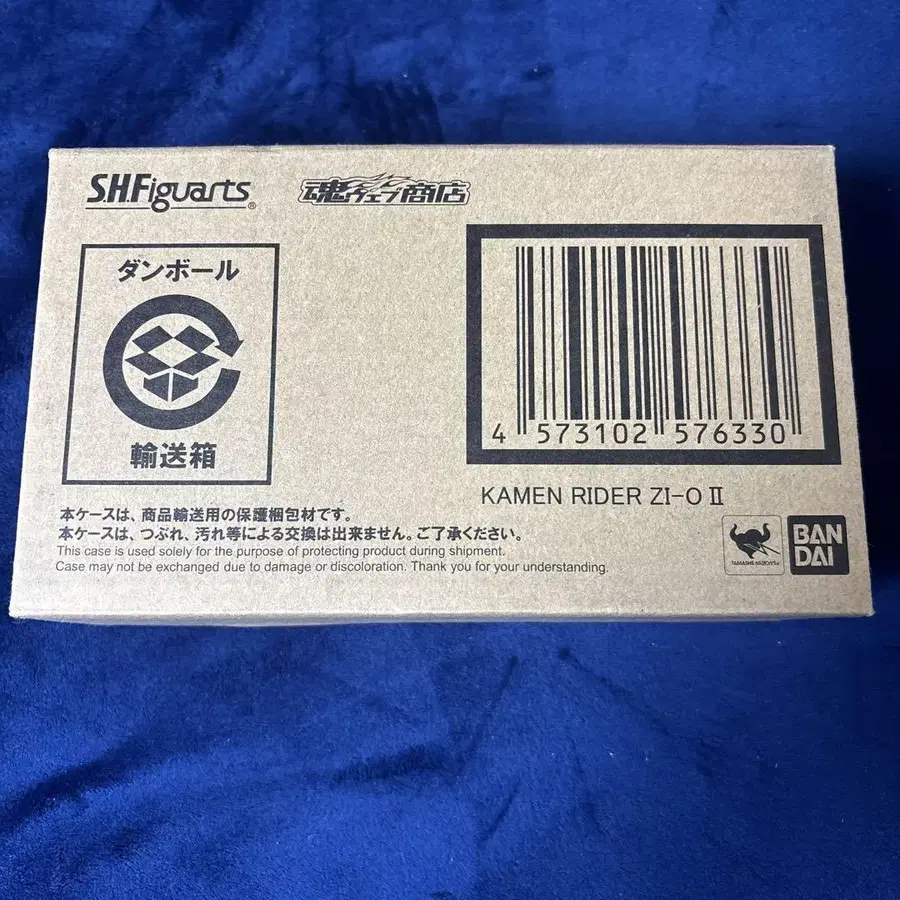 S.H.Figuarts®
魂ウェブ商店
ダンボール
輸送箱
4 573102 576330
KAMEN RIDER ZI-O II
本ケースは、商品輸送用の保護梱包材です。
本ケースは、つぶれ、汚れ等による交換は出来ません。ご了承ください。
This case is used solely for the purpose of protecting product during shipment.
Case may not be exchanged due to damage or discoloration. Thank you for your understanding.
TAMASHII NATIONS
BAN
DAI